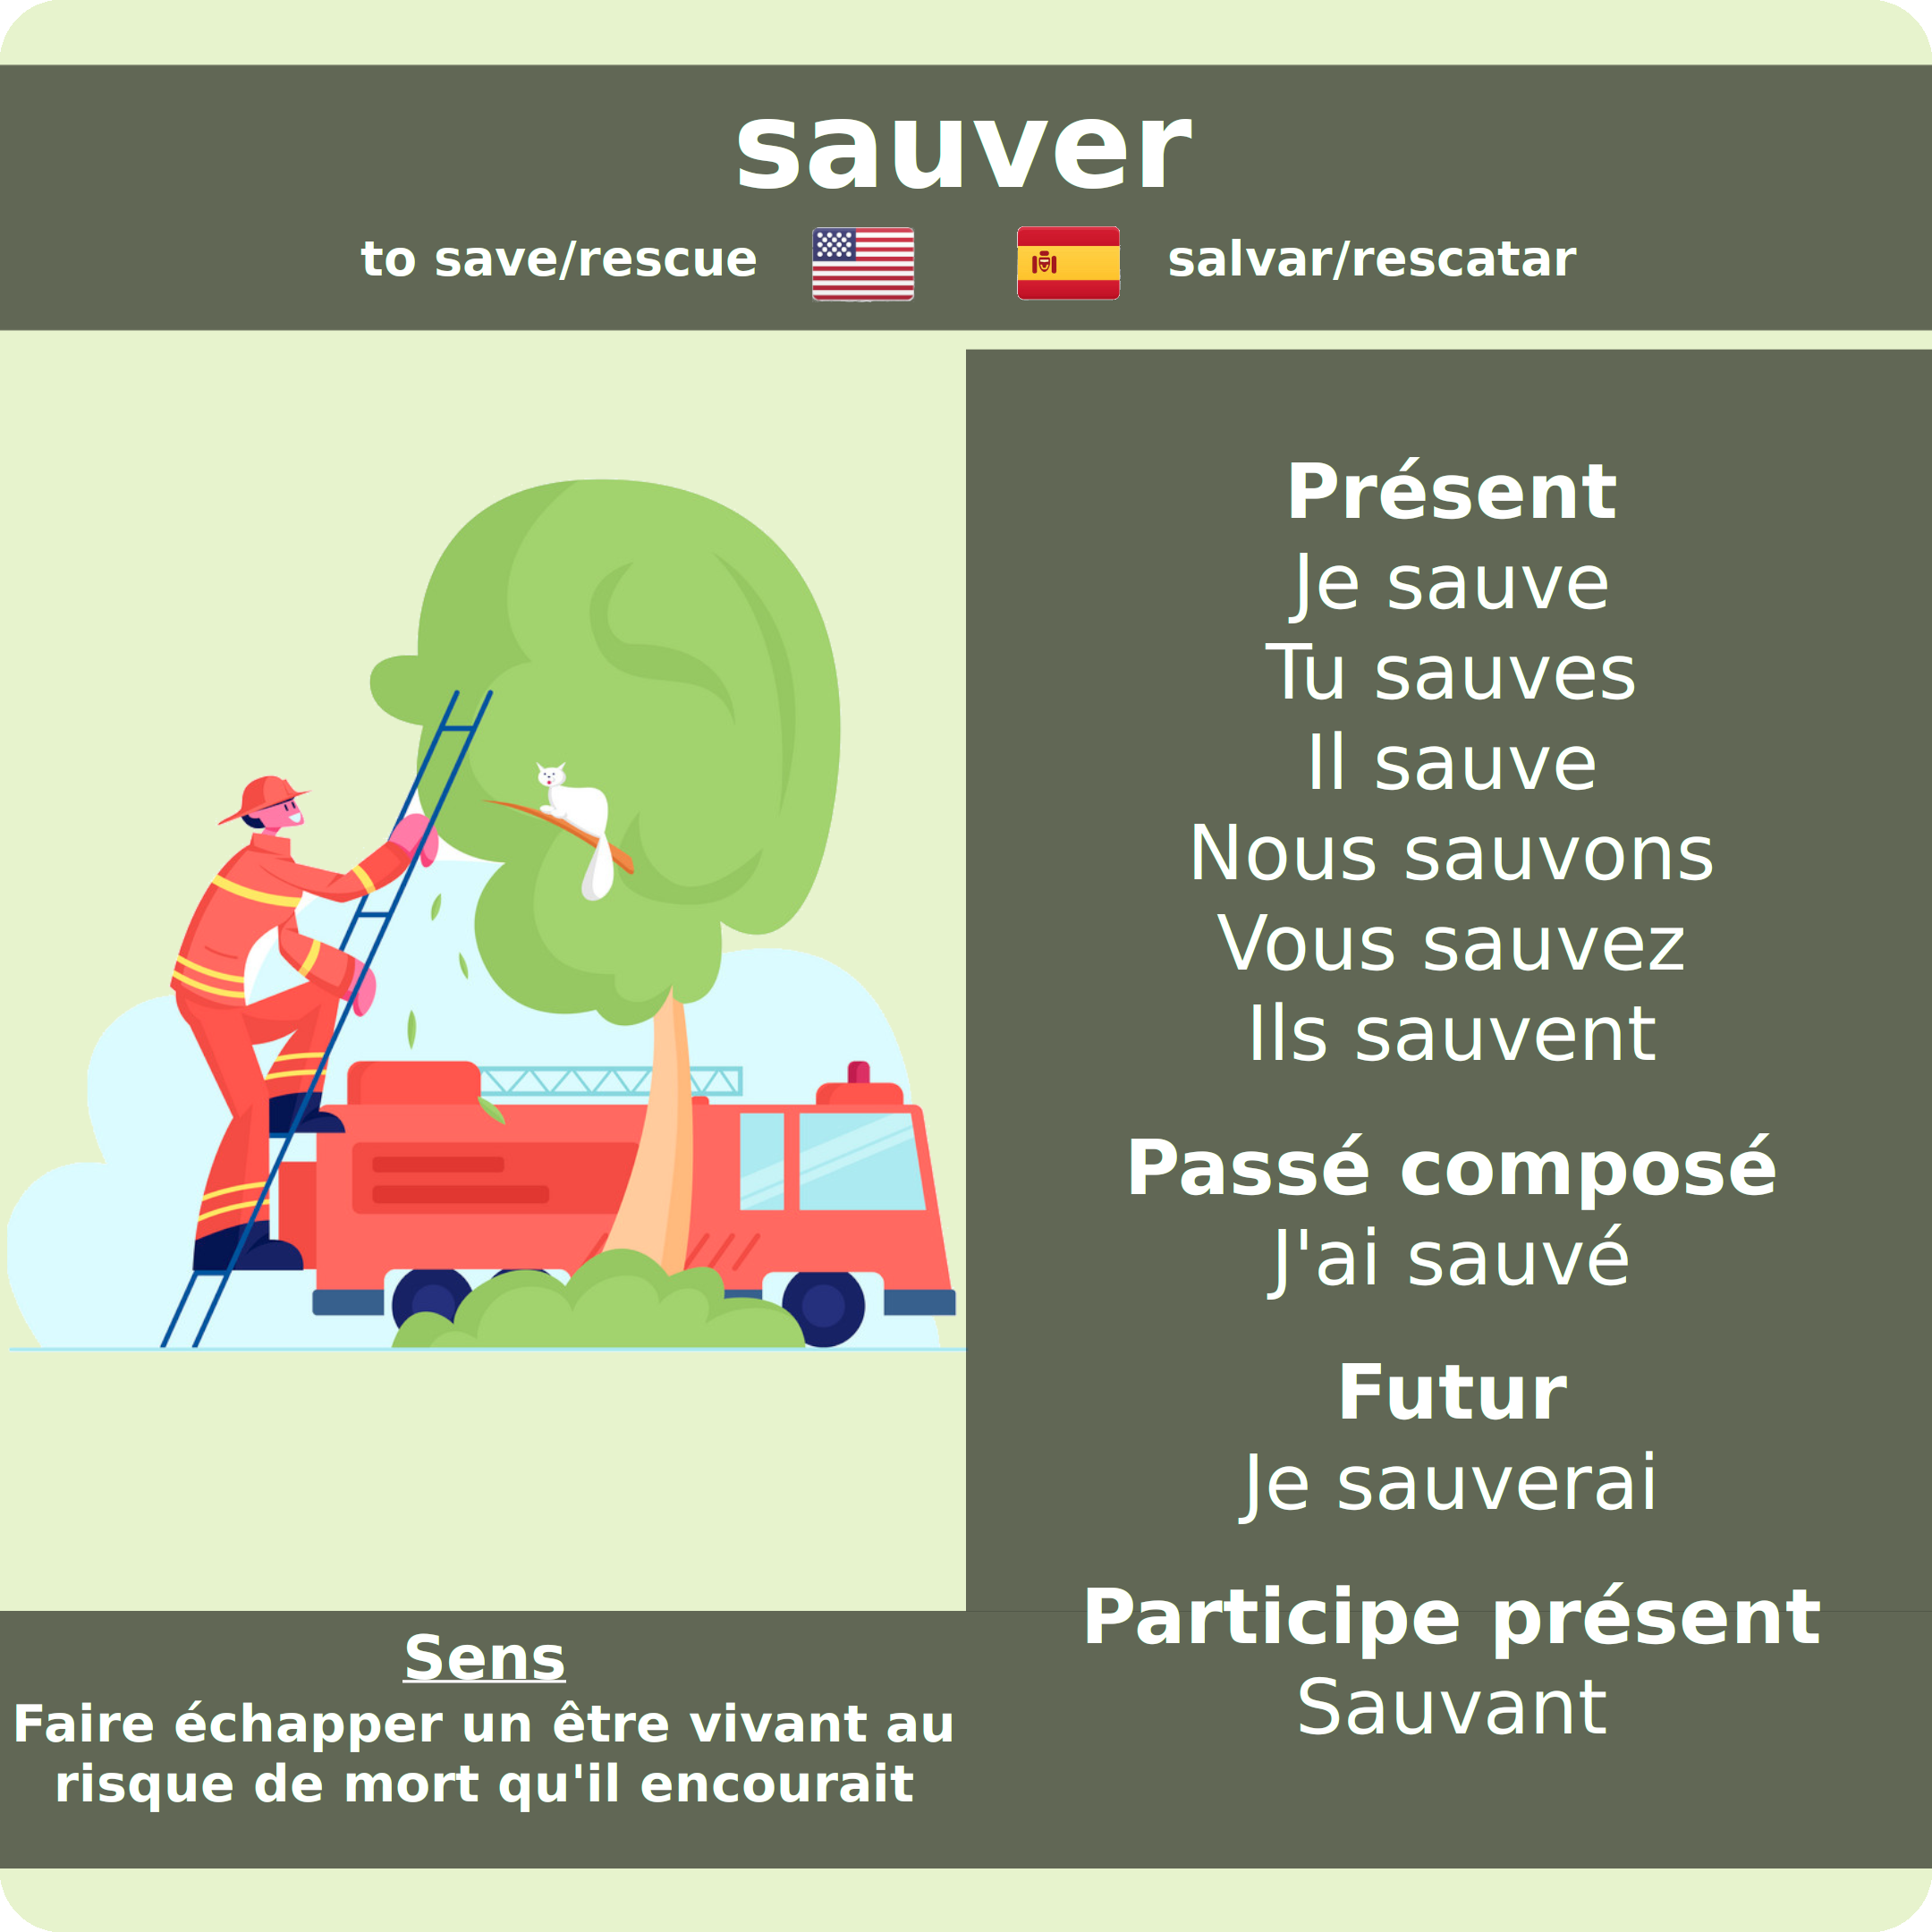 sauver
to save/rescue
salvar/rescatar
Présent
Je sauve
Tu sauves
Il sauve
Nous sauvons
Vous sauvez
Ils sauvent
Passé composé
J'ai sauvé
Futur
Je sauverai
Participe présent
Sauvant
Sens
Faire échapper un être vivant au
risque de mort qu'il encourait